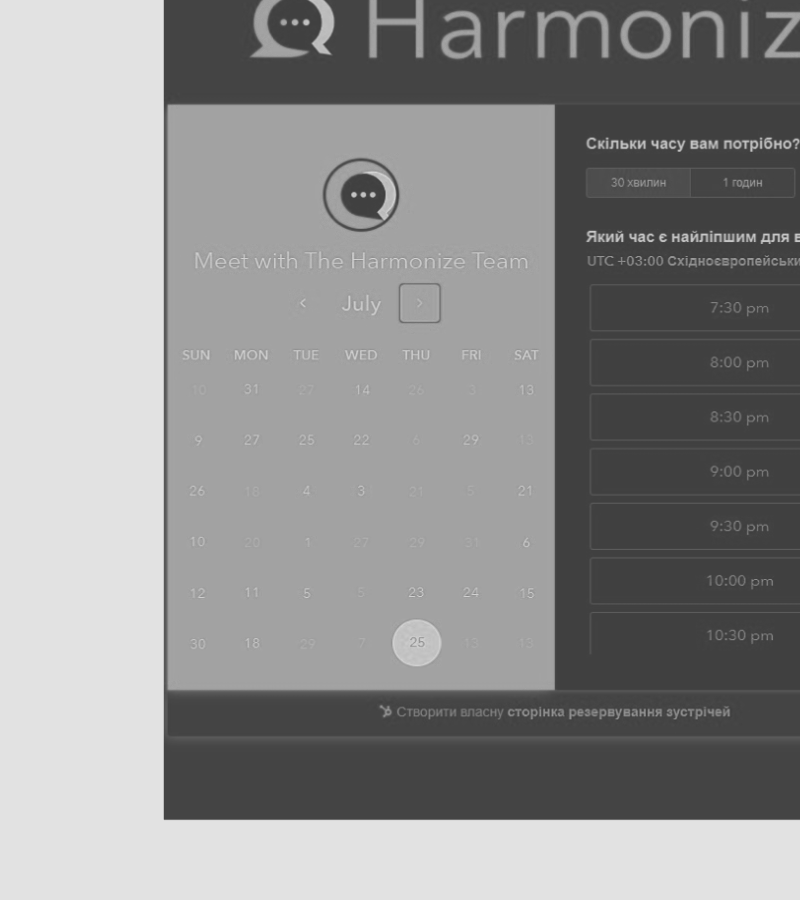 Harmoniz
Meet with The Harmonize Team
July
SUN MON TUE WED THU FRI SAT
10 31 27 14 26 3 13
9 27 25 22 6 29 13
26 18 4 3 21 5 21
10 20 1 27 29 31 6
12 11 5 5 23 24 15
30 18 29 7 25 13 13
Скільки часу вам потрібно?
30 хвилин 1 годин
Який час є найліпшим для в
UTC +03:00 Східноєвропейськи
7:30 pm
8:00 pm
8:30 pm
9:00 pm
9:30 pm
10:00 pm
10:30 pm
Створити власну сторінка резервування зустрічей